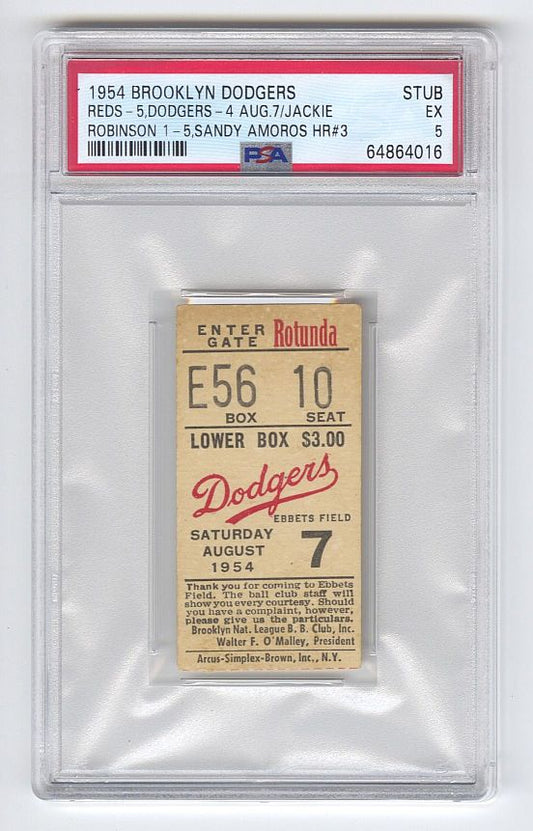 1954 BROOKLYN DODGERS STUB
REDS-5,DODGERS-4 AUG.7/JACKIE EX
ROBINSON 1-5,SANDY AMOROS HR#3 5
PSA 64864016
ENTER GATE Rotunda
E56 10
BOX SEAT
LOWER BOX $3.00
Dodgers
EBBETS FIELD
SATURDAY
AUGUST 7
1954
Thank you for coming to Ebbets
Field. The ball club staff will
show you every courtesy. Should
you have a complaint, however,
please give us the particulars.
Brooklyn Nat. League B. B. Club, Inc.
Walter F. O'Malley, President
Arcus-Simplex-Brown, Inc., N.Y.